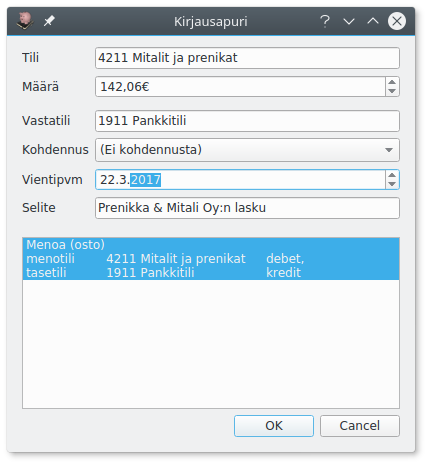 Kirjausapuri
Tili 4211 Mitalit ja prenikat
Määrä 142,06€
Vastatili 1911 Pankkitili
Kohdennus (Ei kohdennusta)
Vientipvm 22.3.2017
Selite Prenikka & Mitali Oy:n lasku
Menoa (osto)
menotili 4211 Mitalit ja prenikat debet,
tasetili 1911 Pankkitili kredit
OK Cancel